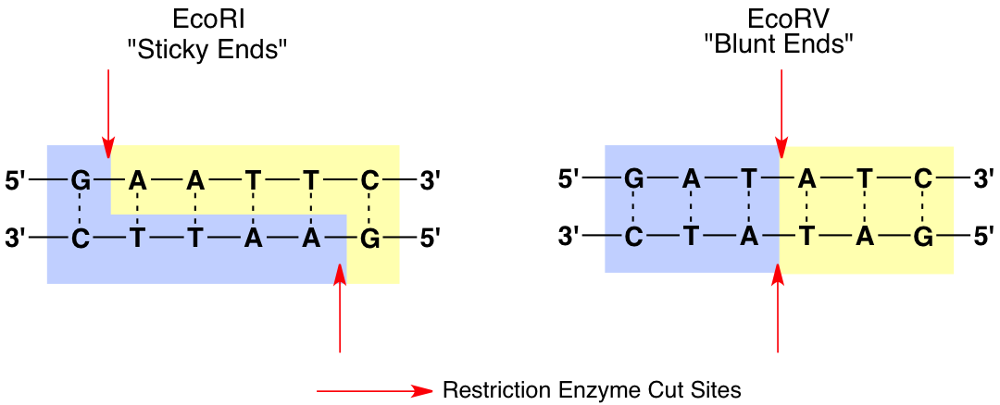 EcoRI
"Sticky Ends"
5' G A A T T C 3'
3' C T T A A G 5'
EcoRV
"Blunt Ends"
5' G A T A T C 3'
3' C T A T A G 5'
Restriction Enzyme Cut Sites